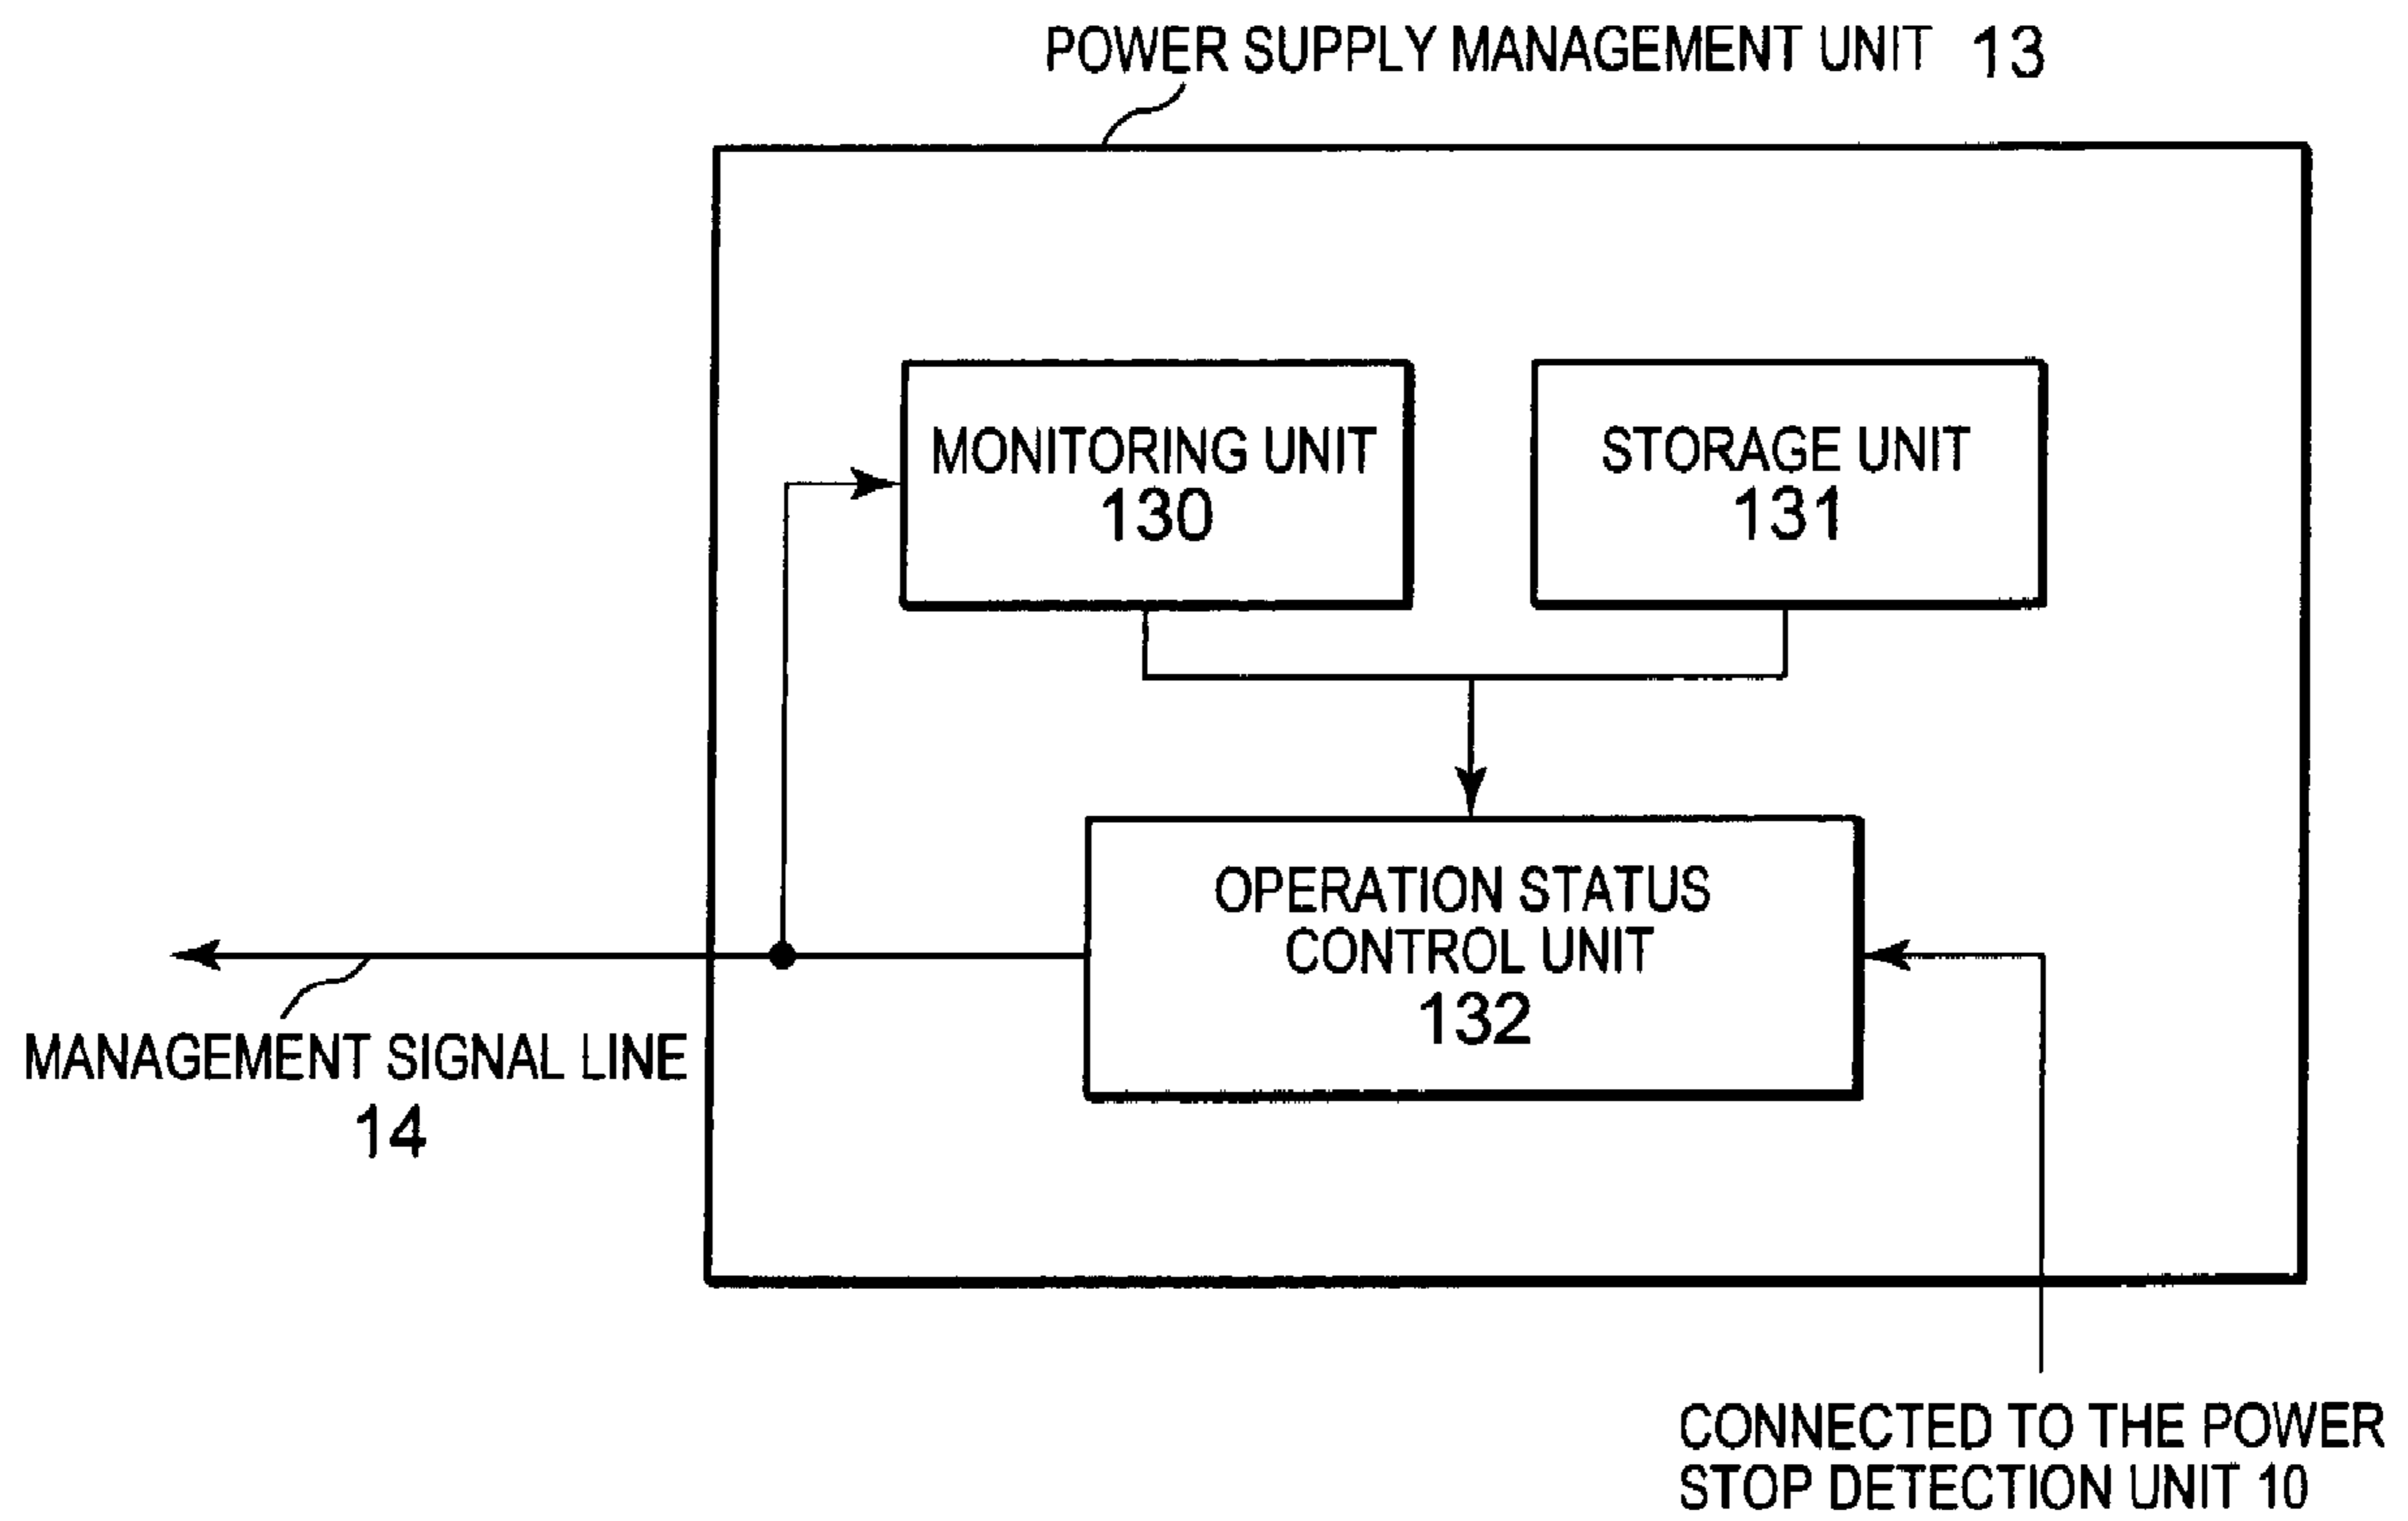 POWER SUPPLY MANAGEMENT UNIT 13
MONITORING UNIT
130
STORAGE UNIT
131
OPERATION STATUS
CONTROL UNIT
132
MANAGEMENT SIGNAL LINE
14
CONNECTED TO THE POWER
STOP DETECTION UNIT 10